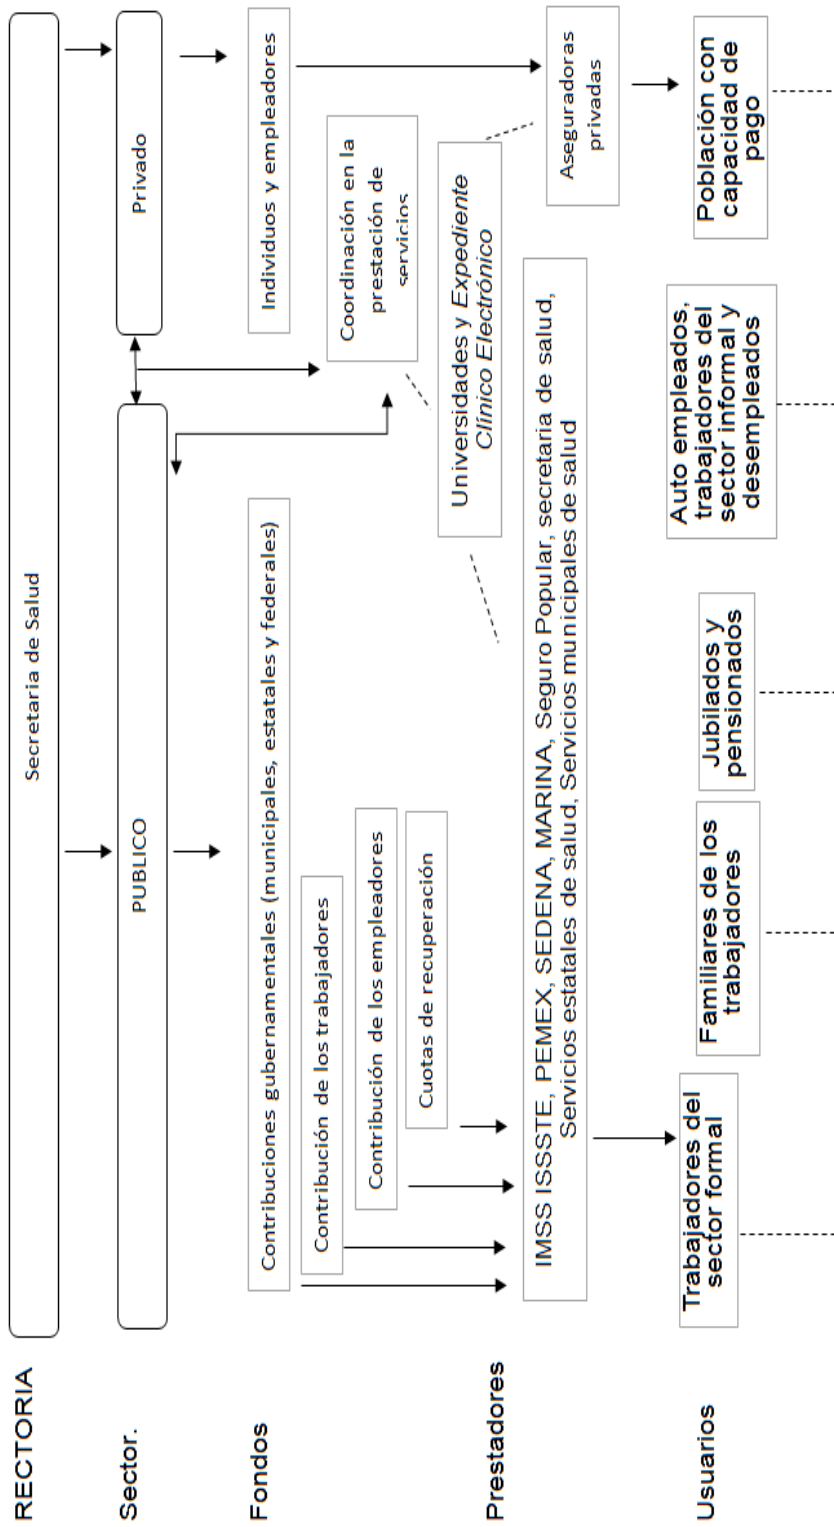 RECTORIA
Secretaria de Salud
Sector.
PUBLICO
Privado
Fondos
Contribuciones gubernamentales (municipales, estatales y federales)
Individuos y empleadores
Contribución de los trabajadores
Contribución de los empleadores
Cuotas de recuperación
Coordinación en la
prestación de
servicios
Universidades y Expediente
Clínico Electrónico
Prestadores
IMSS ISSSTE, PEMEX, SEDENA, MARINA, Seguro Popular, secretaria de salud,
Servicios estatales de salud, Servicios municipales de salud
Aseguradoras
privadas
Usuarios
Trabajadores del
sector formal
Familiares de los
trabajadores
Jubilados y
pensionados
Auto empleados,
trabajadores del
sector informal y
desempleados
Población con
capacidad de
pago